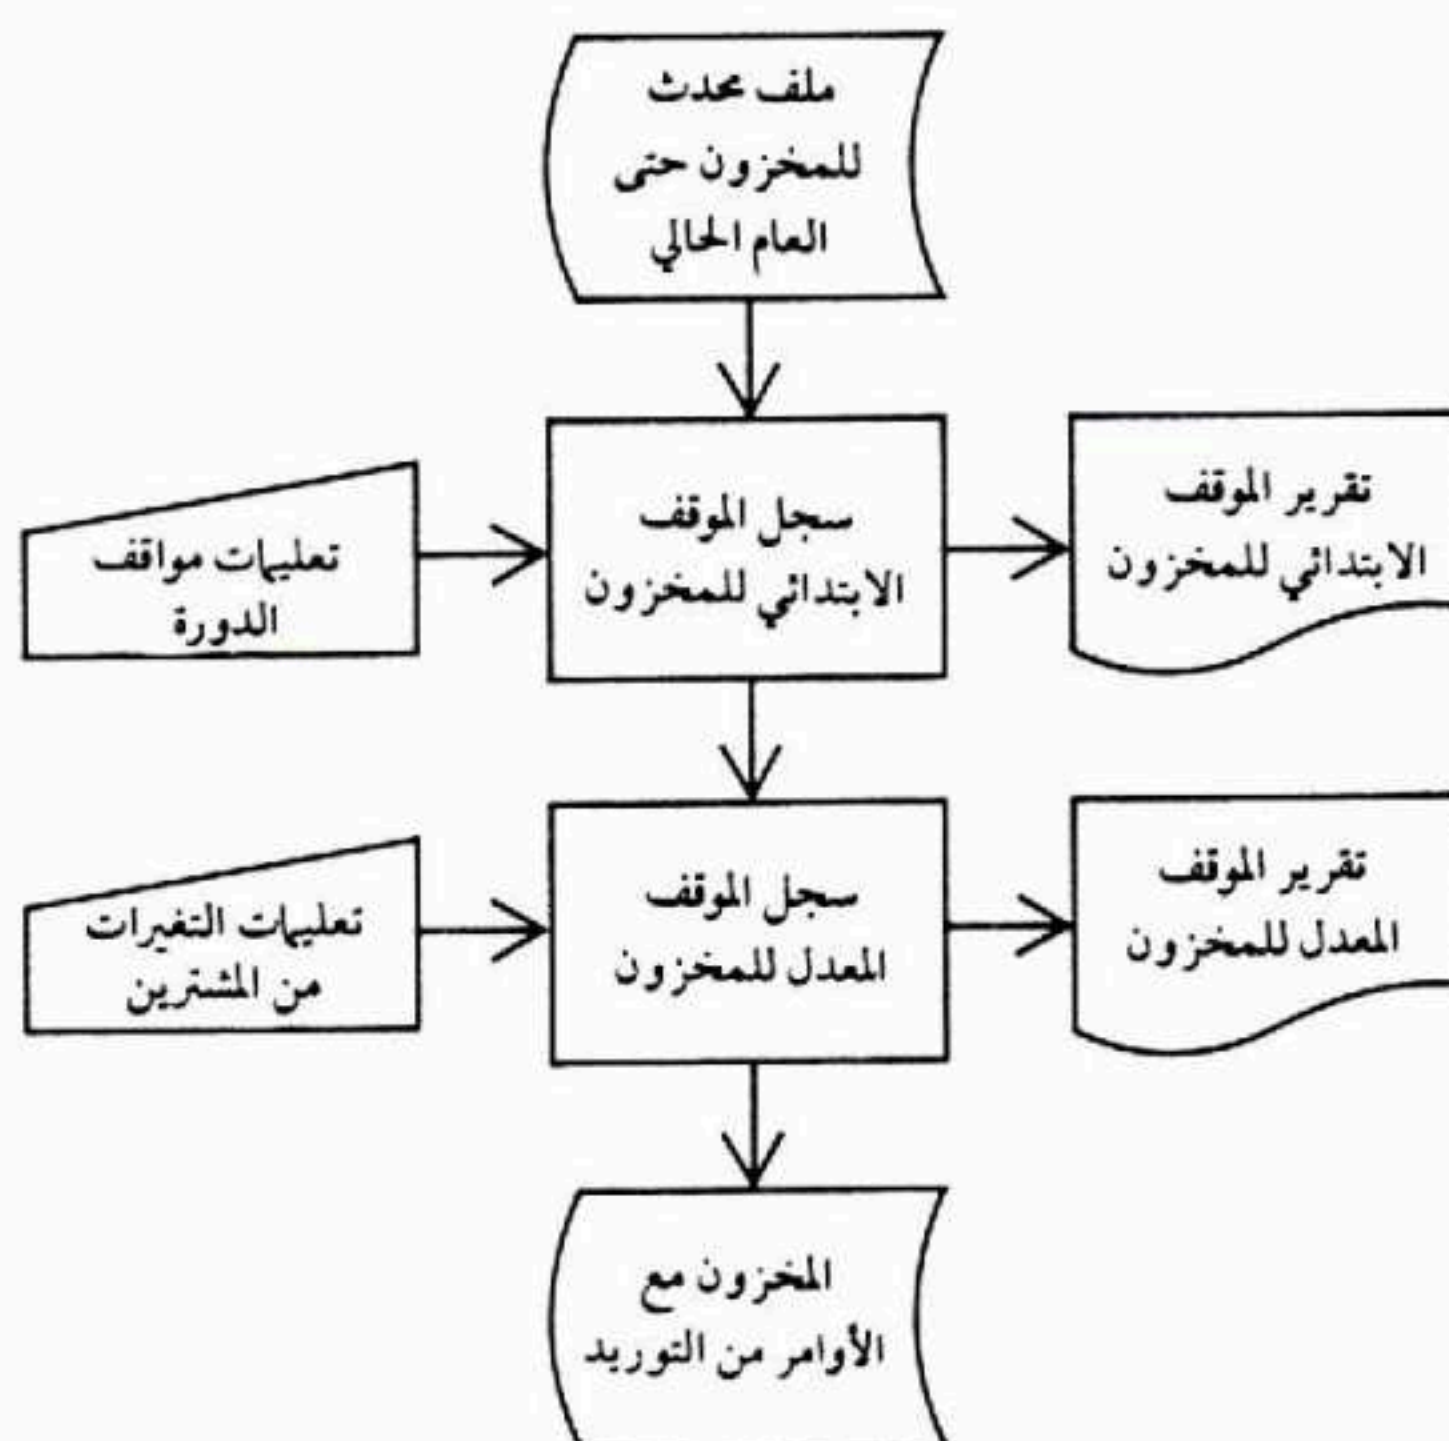 ملف محدث
للمخزون حتى
العام الحالي
تقرير الموقف
الابتدائي للمخزون
سجل الموقف
الابتدائي للمخزون
تعليمات مواقف
الدورة
تقرير الموقف
المعدل للمخزون
سجل الموقف
المعدل للمخزون
تعليمات التغيرات
من المشترين
المخزون مع
الأوامر من التوريد